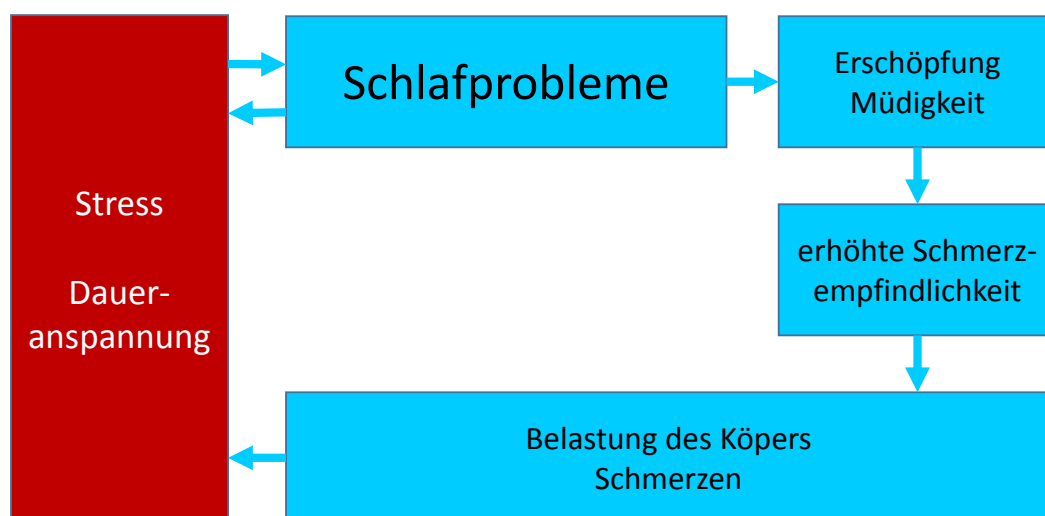 Schlafprobleme
Erschöpfung
Müdigkeit
Stress
Dauer-
anspannung
erhöhte Schmerz-
empfindlichkeit
Belastung des Köpers
Schmerzen